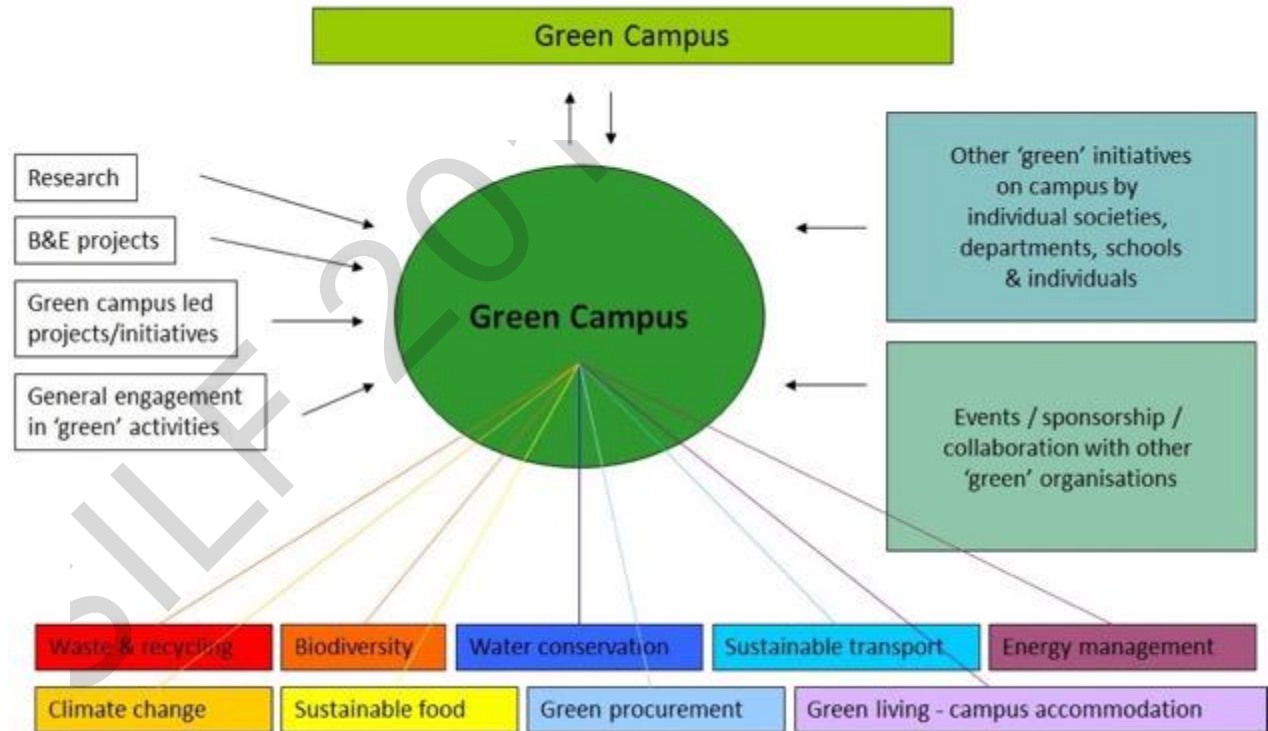 Green Campus
Research
B&E projects
Green campus led
projects/initiatives
General engagement
in 'green' activities
Green Campus
Other 'green' initiatives
on campus by
individual societies,
departments, schools
& individuals
Events / sponsorship /
collaboration with other
'green' organisations
Waste & recycling
Biodiversity
Water conservation
Sustainable transport
Energy management
Climate change
Sustainable food
Green procurement
Green living - campus accommodation